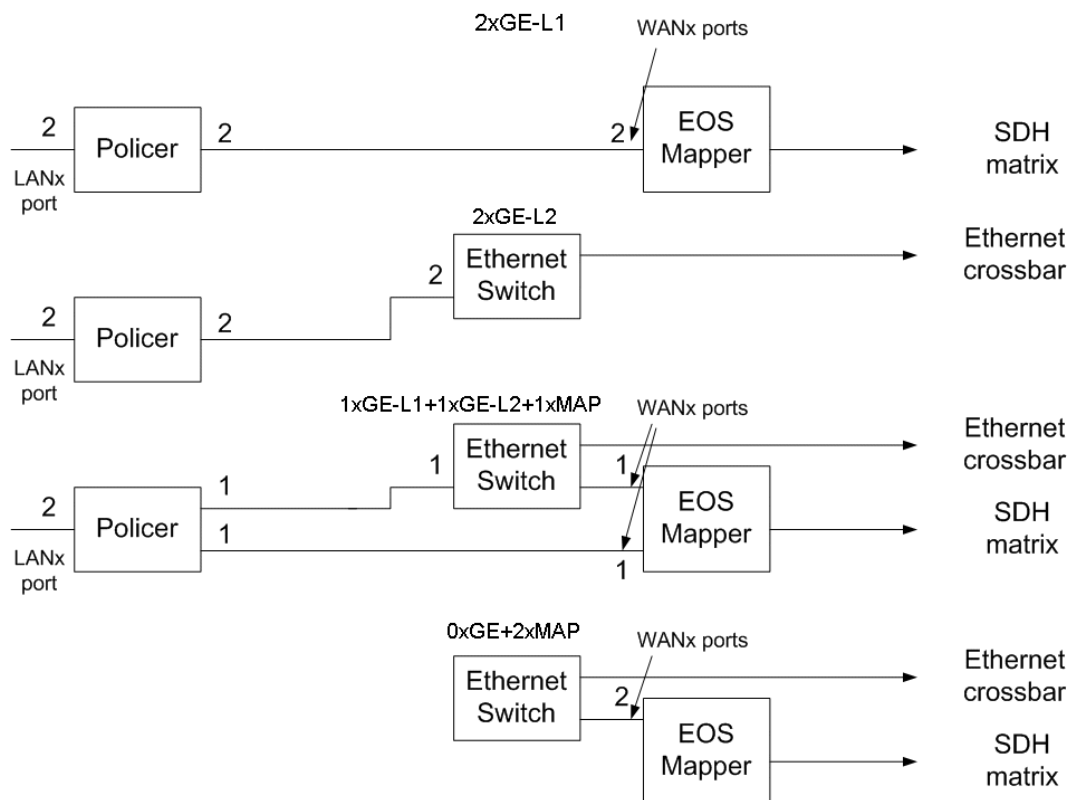 2xGE-L1
WANx ports
2
Policer
2
2
EOS
Mapper
SDH
matrix
LANx
port
2xGE-L2
Ethernet
Switch
Ethernet
crossbar
2
2
Policer
2
LANx
port
1xGE-L1+1xGE-L2+1xMAP
WANx ports
Ethernet
Switch
Ethernet
crossbar
1
1
1
2
Policer
EOS
Mapper
SDH
matrix
1
1
LANx
port
0xGE+2xMAP
WANx ports
Ethernet
Switch
Ethernet
crossbar
2
EOS
Mapper
SDH
matrix